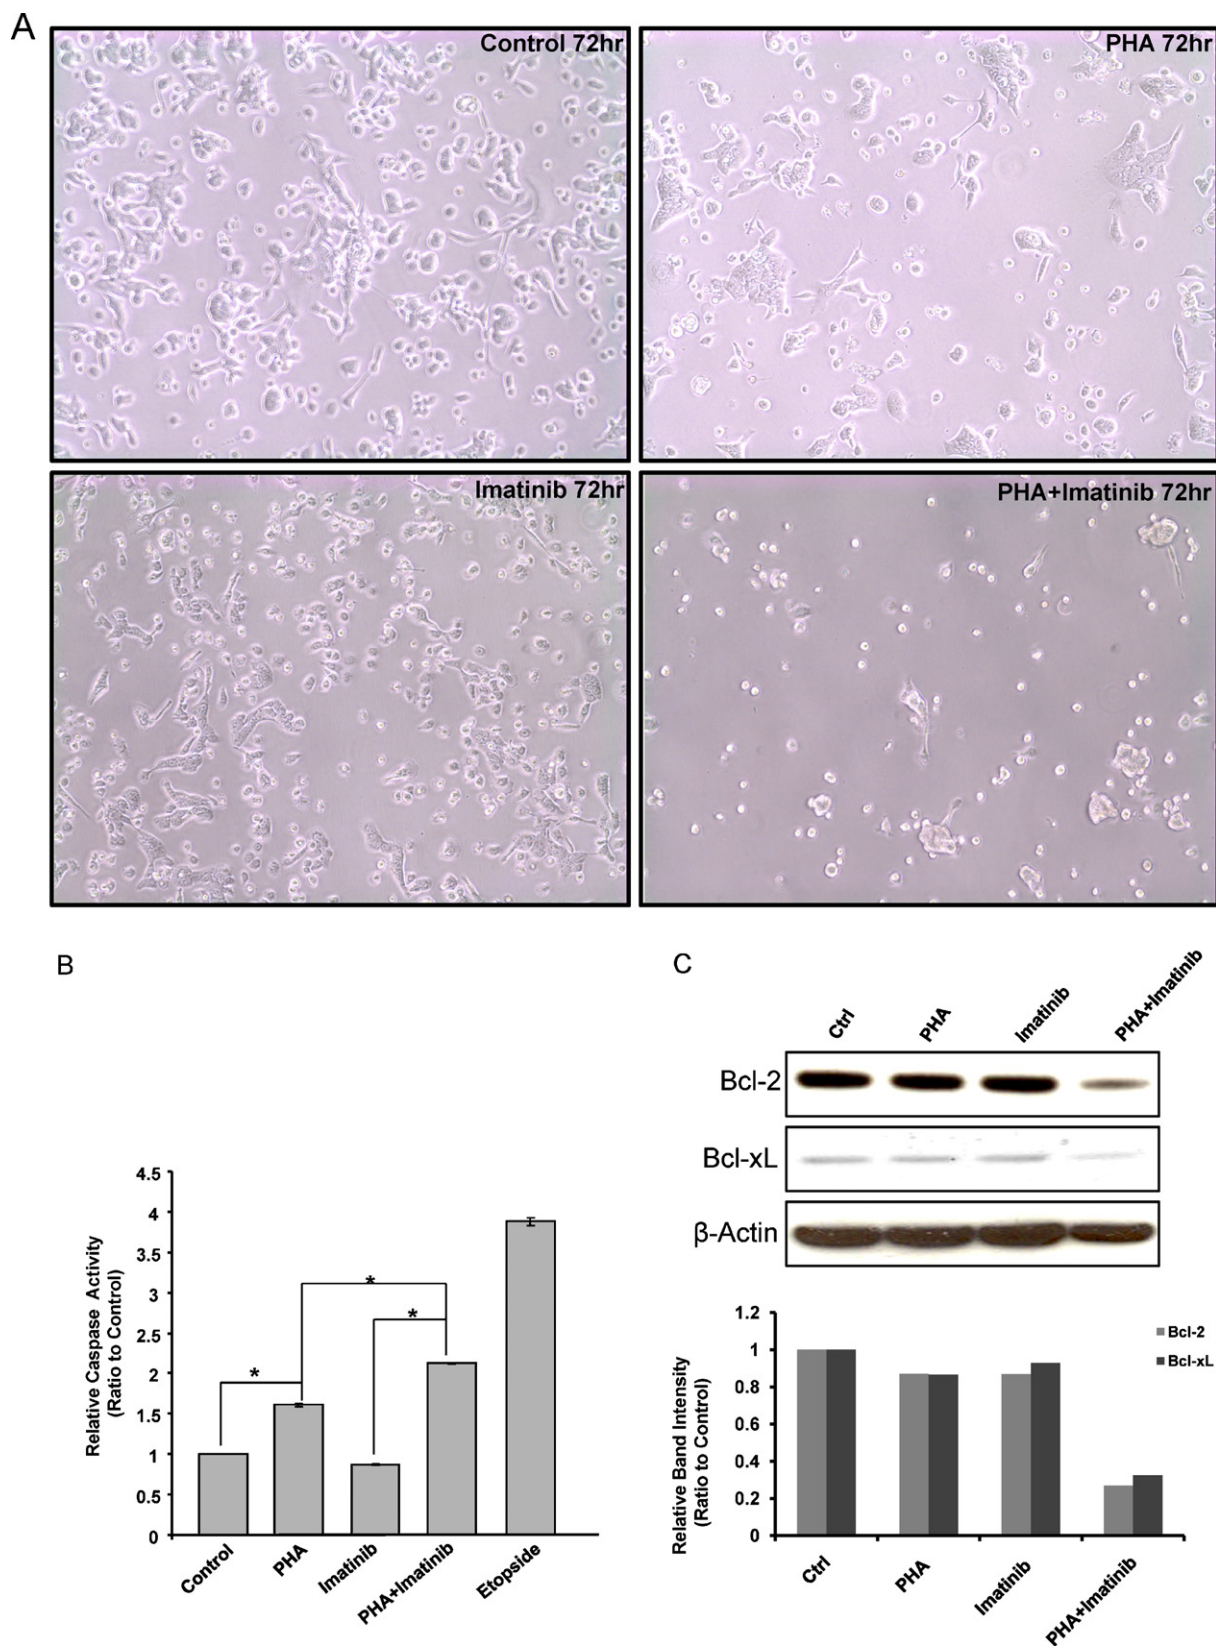 A
Control 72hr
PHA 72hr
Imatinib 72hr
PHA+Imatinib 72hr
B
Relative Caspase Activity
(Ratio to Control)
4.5
4
3.5
3
2.5
2
1.5
1
0.5
0
*
*
*
Control
PHA
Imatinib
PHA+Imatinib
Etopside
C
Ctrl
PHA
Imatinib
PHA+Imatinib
Bcl-2
Bcl-xL
β-Actin
Relative Band Intensity
(Ratio to Control)
1.2
1
0.8
0.6
0.4
0.2
0
Bcl-2
Bcl-xL
Ctrl
PHA
Imatinib
PHA+Imatinib